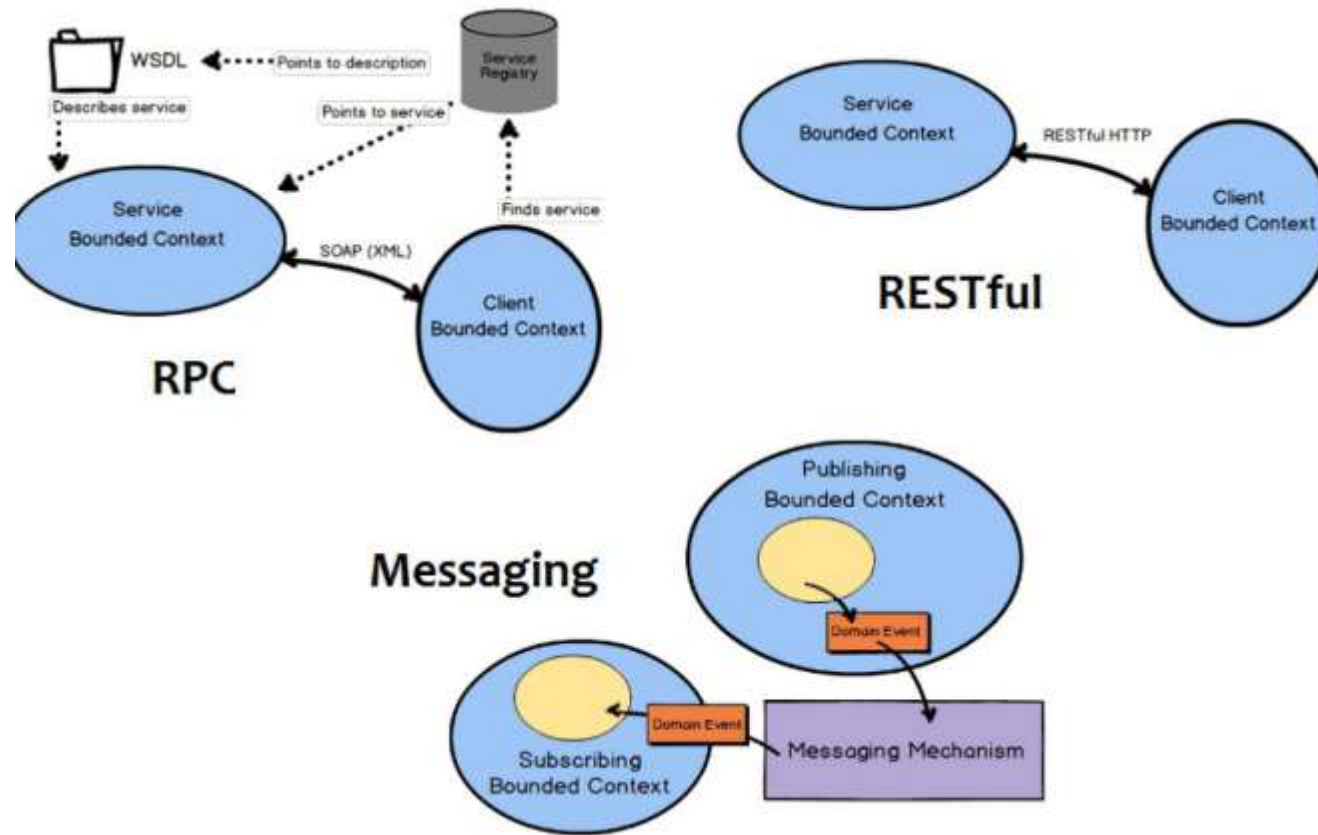 WSDL
Points to description
Service
Registry
Describes service
Points to service
Service
Bounded Context
Finds service
SOAP (XML)
Client
Bounded Context
RPC
Service
Bounded Context
RESTful HTTP
Client
Bounded Context
RESTful
Publishing
Bounded Context
Messaging
Domain Event
Domain Event
Messaging Mechanism
Subscribing
Bounded Context